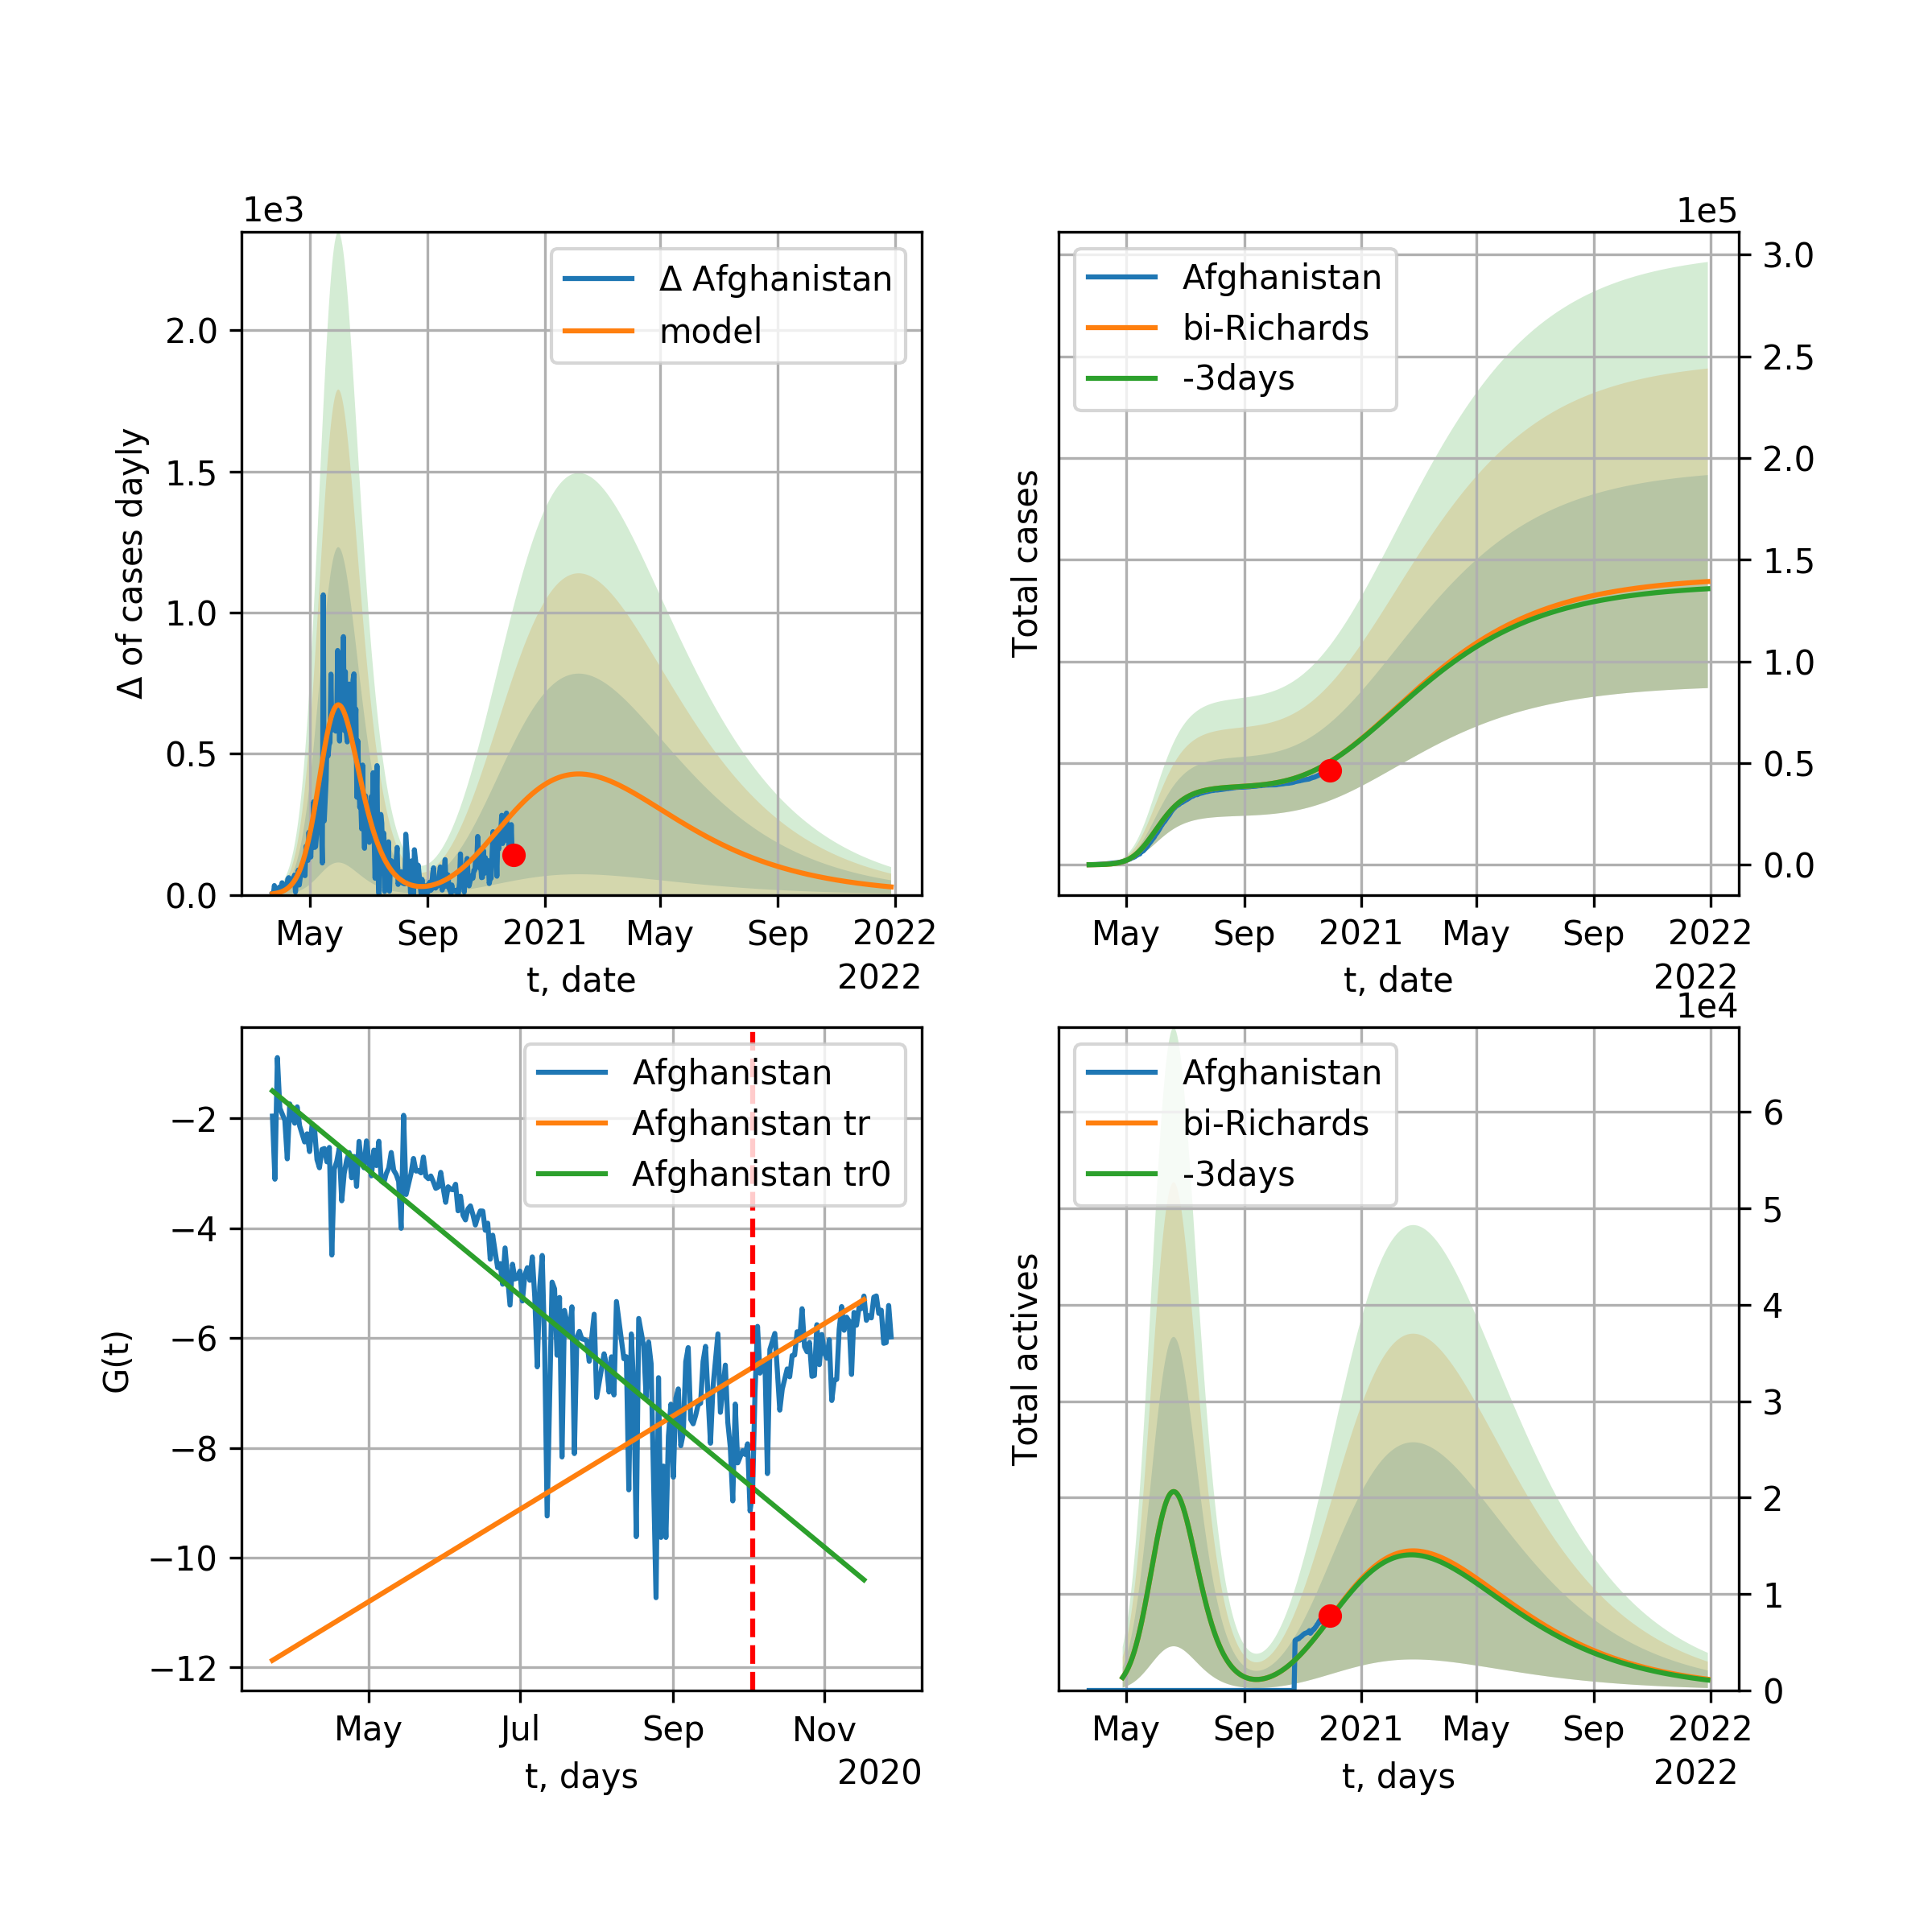 1e3
Δ of cases dayly
2.0
1.5
1.0
0.5
0.0
Δ Afghanistan
model
May Sep 2021 May Sep 2022
t, date
2022
1e5
Total cases
Afghanistan
bi-Richards
-3days
3.0
2.5
2.0
1.5
1.0
0.5
0.0
May Sep 2021 May Sep 2022
t, date
2022
G(t)
−2
−4
−6
−8
−10
−12
Afghanistan
Afghanistan tr
Afghanistan tr0
May Jul Sep Nov
t, days
2020
1e4
Total actives
Afghanistan
bi-Richards
-3days
6
5
4
3
2
1
0
May Sep 2021 May Sep 2022
t, days
2022